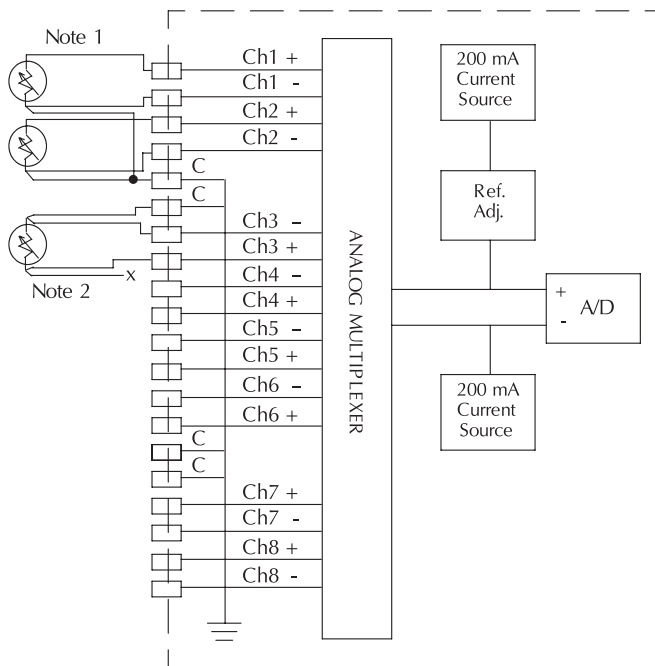 Note 1
Ch1 +
Ch1 -
Ch2 +
Ch2 -
C
C
Ch3 -
Ch3 +
Ch4 -
Ch4 +
Ch5 -
Ch5 +
Ch6 -
Ch6 +
C
C
Ch7 +
Ch7 -
Ch8 +
Ch8 -
x
Note 2
ANALOG MULTIPLEXER
200 mA
Current
Source
Ref.
Adj.
+
-
A/D
200 mA
Current
Source